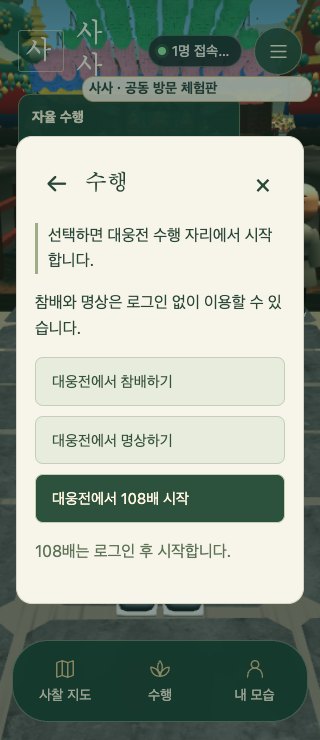 사
사
사
1명 접속...
사사 · 공동 방문 체험판
자율 수행
수행
선택하면 대웅전 수행 자리에서 시작
합니다.
참배와 명상은 로그인 없이 이용할 수 있
습니다.
대웅전에서 참배하기
대웅전에서 명상하기
대웅전에서 108배 시작
108배는 로그인 후 시작합니다.
사찰 지도
수행
내 모습